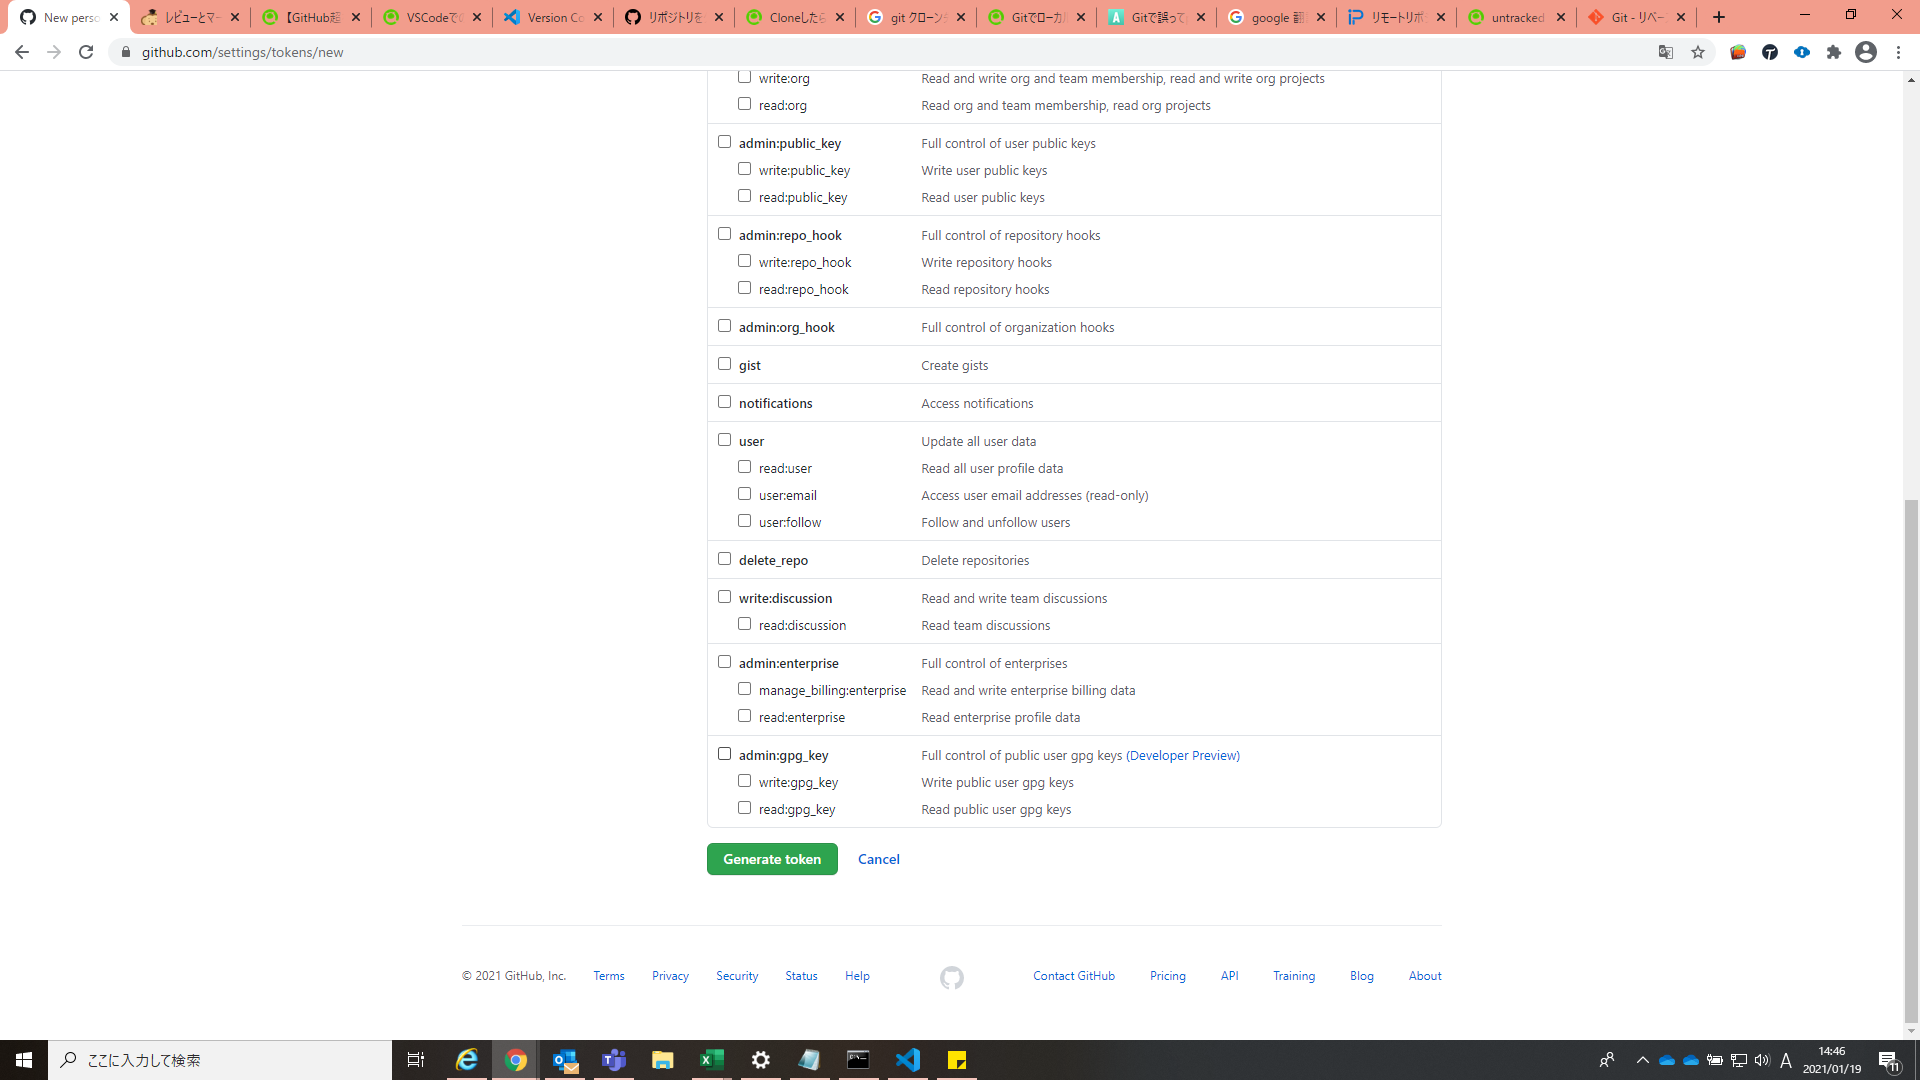 New perso
レビューとマー
【GitHub超
VSCodeでの
Version Co
リポジトリを
Cloneしたら
git クローン
Gitでローカル
Gitで誤って
google 翻
リモートリポ
untracked
Git - リベー
github.com/settings/tokens/new
write:org Read and write org and team membership, read and write org projects
read:org Read org and team membership, read org projects
admin:public_key Full control of user public keys
write:public_key Write user public keys
read:public_key Read user public keys
admin:repo_hook Full control of repository hooks
write:repo_hook Write repository hooks
read:repo_hook Read repository hooks
admin:org_hook Full control of organization hooks
gist Create gists
notifications Access notifications
user Update all user data
read:user Read all user profile data
user:email Access user email addresses (read-only)
user:follow Follow and unfollow users
delete_repo Delete repositories
write:discussion Read and write team discussions
read:discussion Read team discussions
admin:enterprise Full control of enterprises
manage_billing:enterprise Read and write enterprise billing data
read:enterprise Read enterprise profile data
admin:gpg_key Full control of public user gpg keys (Developer Preview)
write:gpg_key Write public user gpg keys
read:gpg_key Read public user gpg keys
Generate token Cancel
© 2021 GitHub, Inc. Terms Privacy Security Status Help Contact GitHub Pricing API Training Blog About
ここに入力して検索
A
14:46
2021/01/19
11